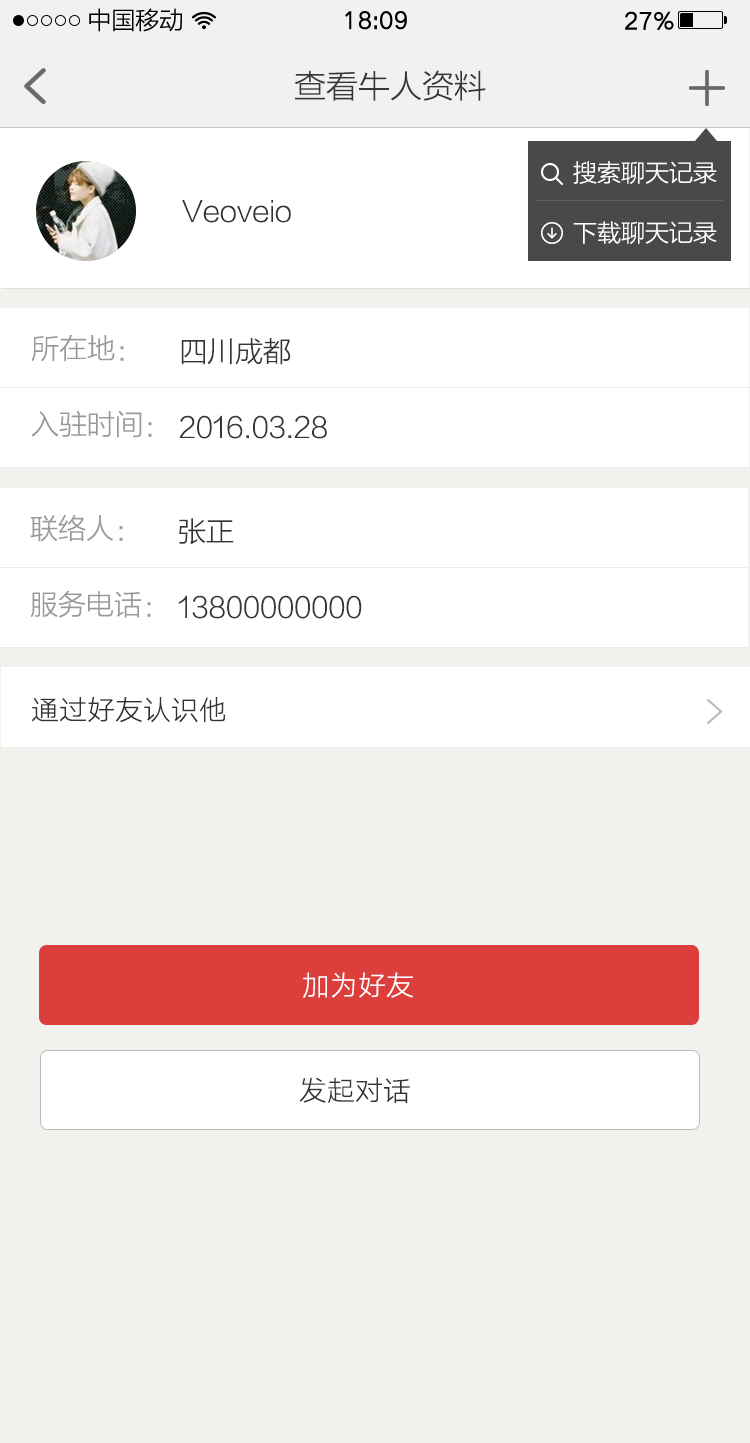 中国移动 18:09 27%
查看牛人资料
搜索聊天记录
Veoveio
下载聊天记录
所在地： 四川成都
入驻时间： 2016.03.28
联络人： 张正
服务电话： 13800000000
通过好友认识他
加为好友
发起对话